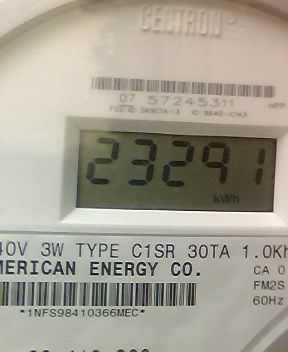 CENTRON®
07 57245311
23291
kWh
40V 3W TYPE C1SR 30TA 1.0Kh
MERICAN ENERGY CO.
CA 0
FM2S
60Hz
*1NFS98410366MEC*